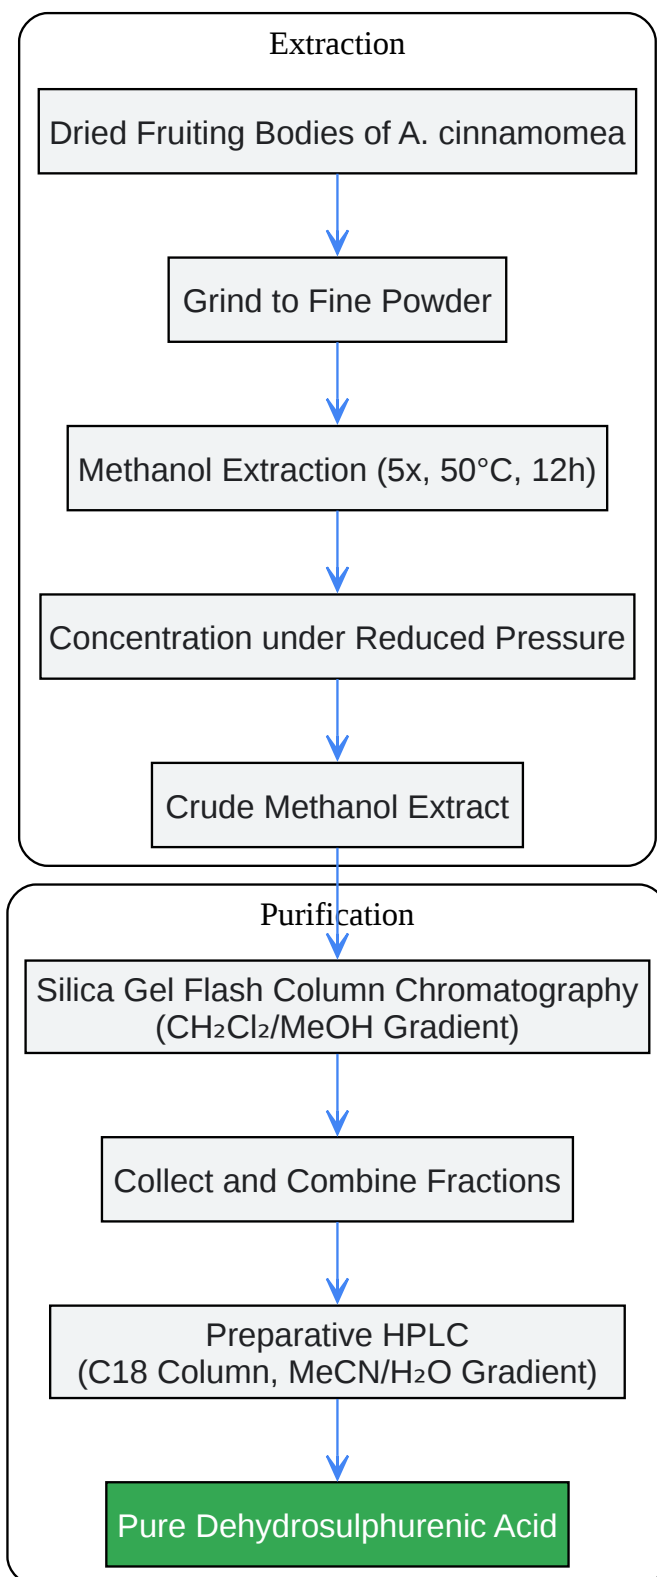 Extraction
Dried Fruiting Bodies of A. cinnamomea
Grind to Fine Powder
Methanol Extraction (5x, 50°C, 12h)
Concentration under Reduced Pressure
Crude Methanol Extract
Purification
Silica Gel Flash Column Chromatography
(CH₂Cl₂/MeOH Gradient)
Collect and Combine Fractions
Preparative HPLC
(C18 Column, MeCN/H₂O Gradient)
Pure Dehydrosulphurenic Acid